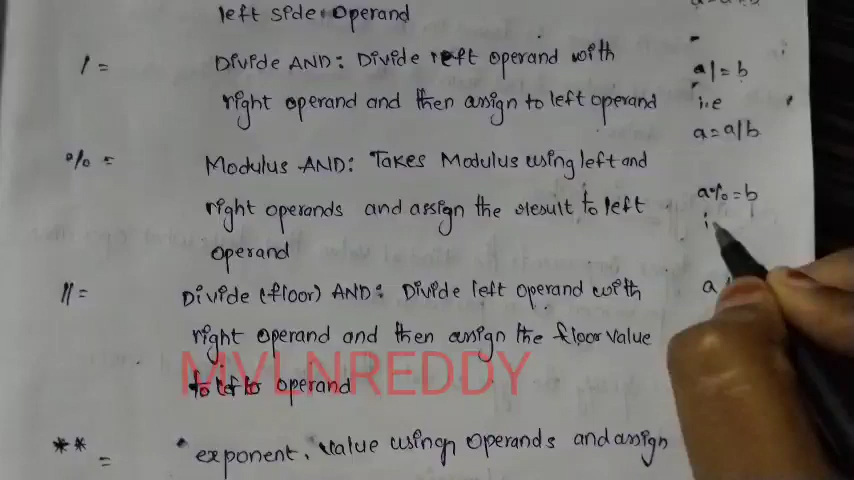 left side operand
/= Divide AND: Divide left operand with a/=b
right operand and then assign to left operand i.e
a=a/b
%= Modulus AND: Takes Modulus using left and a%=b
right operands and assign the result to left i
operand
//= Divide (floor) AND: Divide left operand with a
right operand and then assign the floor value
MVLNREDDY
to left operand
**= exponent value using operands and assign